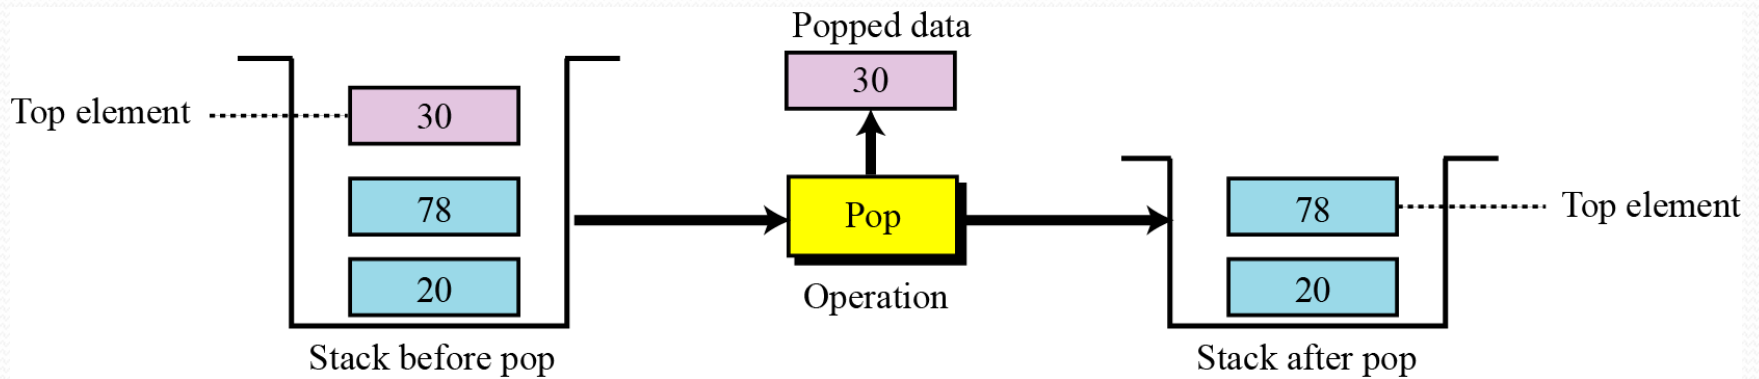 Popped data
30
Top element
30
78
20
Stack before pop
Pop
Operation
78
Top element
20
Stack after pop